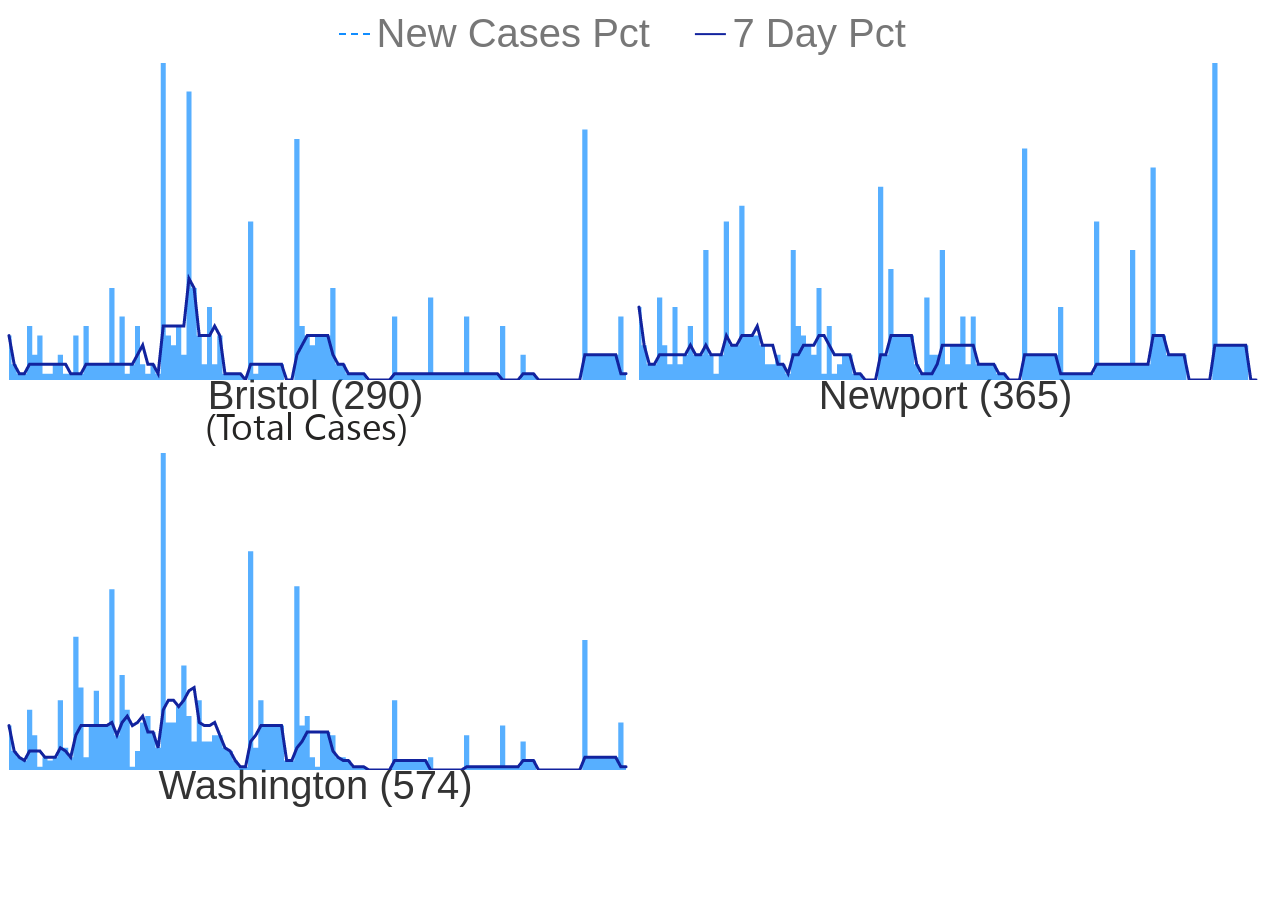 New Cases Pct 7 Day Pct
Bristol (290)
(Total Cases)
Newport (365)
Washington (574)